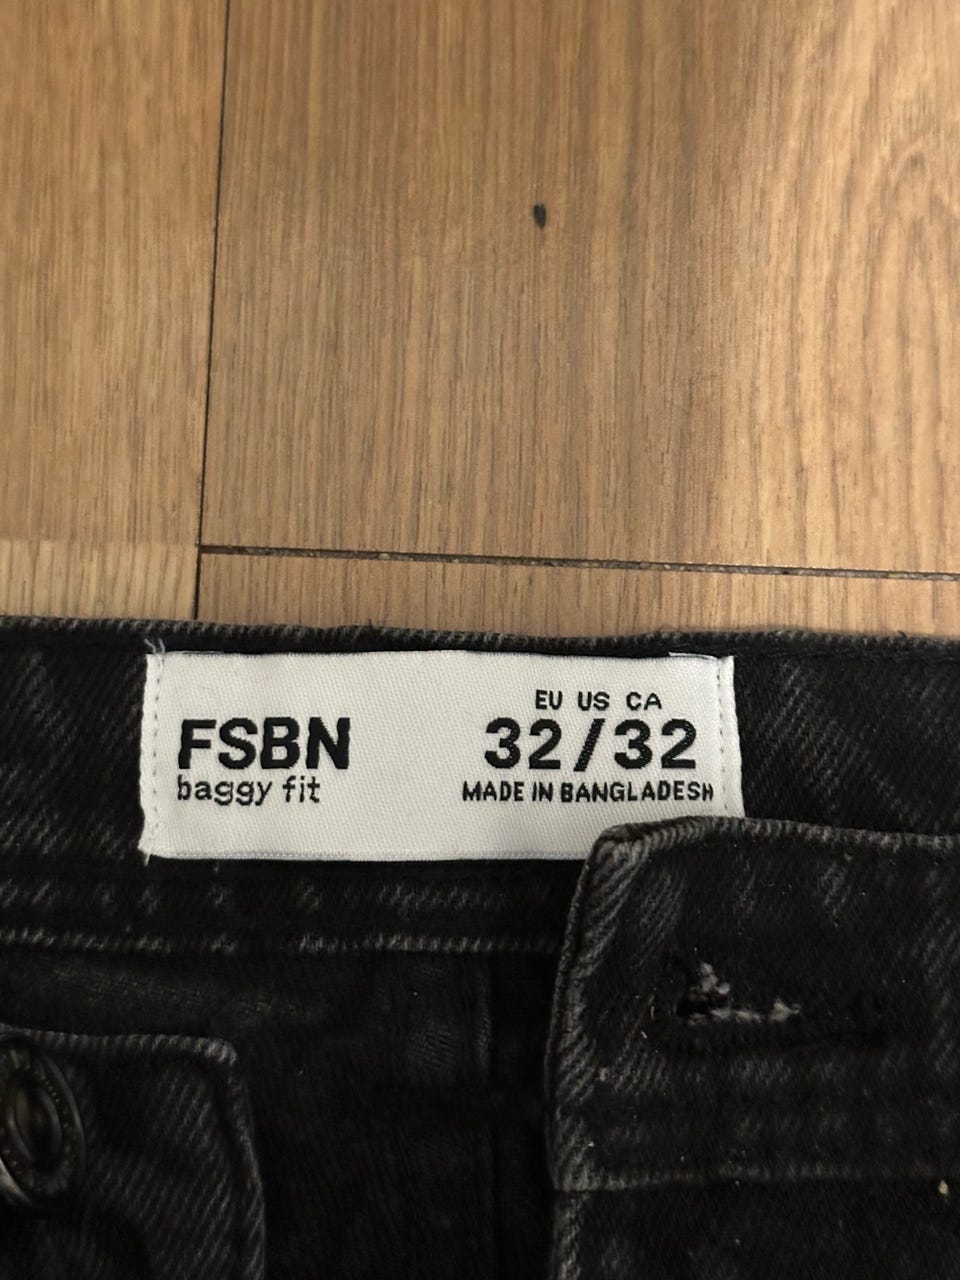 FSBN
baggy fit
EU US CA
32/32
MADE IN BANGLADESH